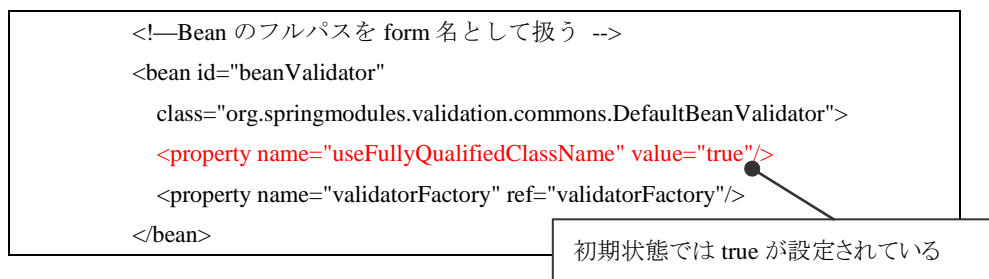 <!—Bean のフルパスを form 名として扱う -->
<bean id="beanValidator"
class="org.springmodules.validation.commons.DefaultBeanValidator">
<property name="useFullyQualifiedClassName" value="true"/>
<property name="validatorFactory" ref="validatorFactory"/>
</bean>
初期状態では true が設定されている